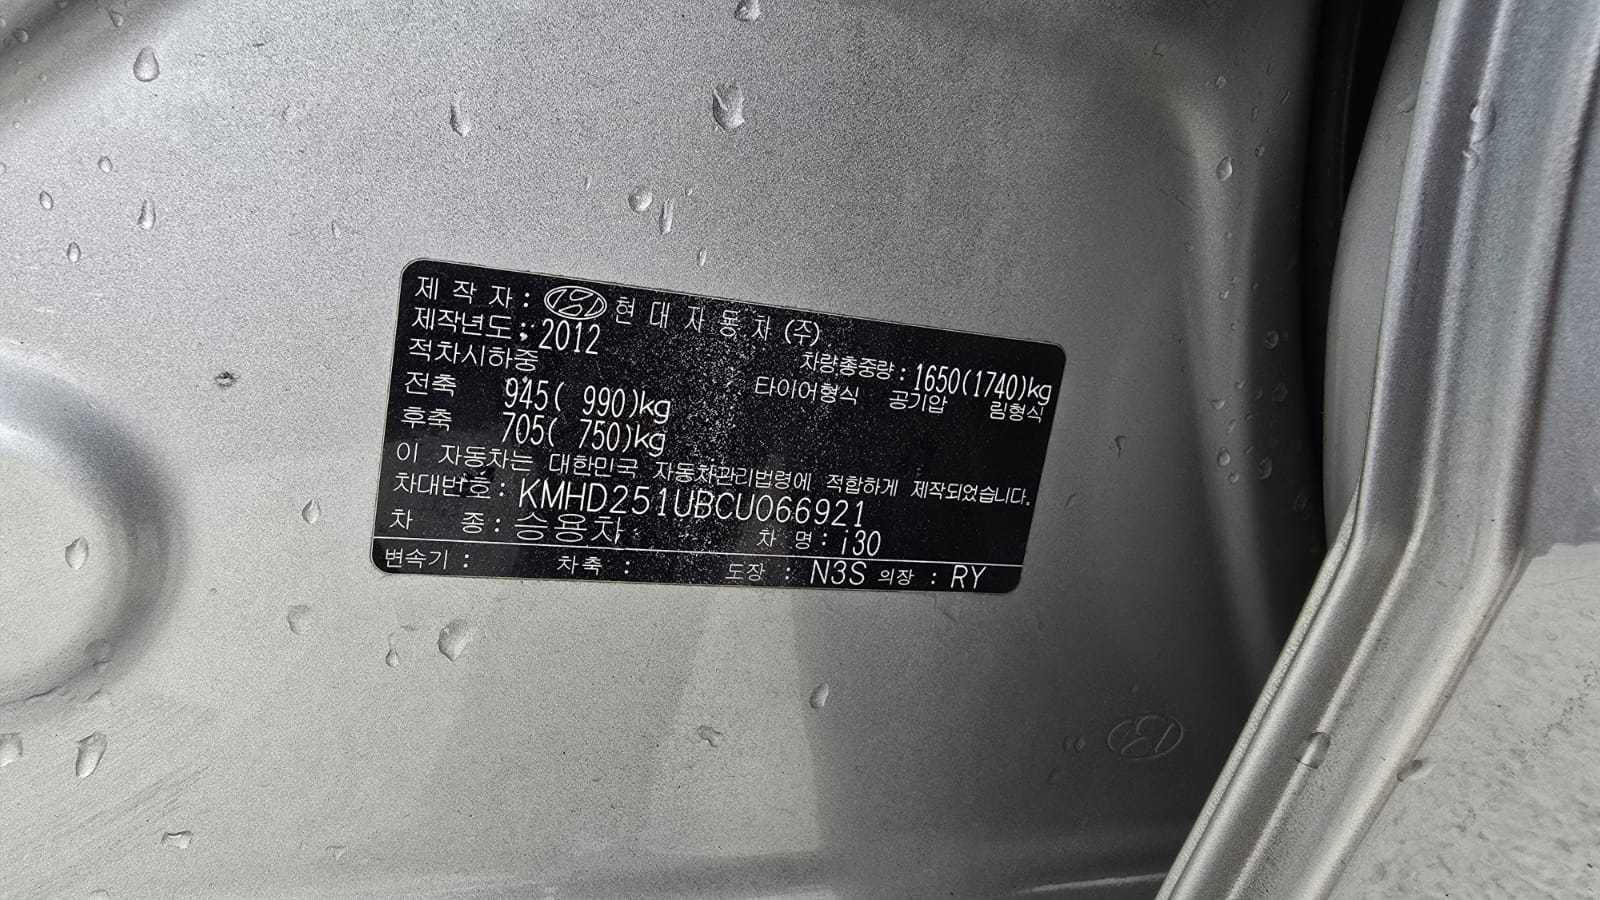 제 작 자 : 현 대 자 동 차 (주)
제작년도 : 2012
적차시하중 차량총중량 : 1650(1740)kg
전축 945( 990)kg 타이어형식 공기압 림형식
후축 705( 750)kg
이 자동차는 대한민국 자동차관리법령에 적합하게 제작되었습니다.
차대번호 : KMHD251UBCU066921
차 종 : 승용차 차 명 : i30
변속기 : 차축 : 도장 : N3S 의장 : RY